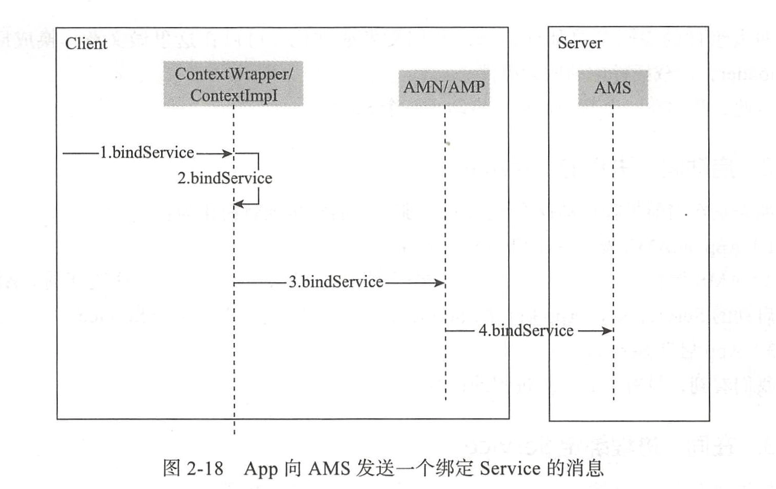 Client
Server
ContextWrapper/
ContextImpI
AMN/AMP
AMS
1.bindService
2.bindService
3.bindService
4.bindService
图 2-18 App 向 AMS 发送一个绑定 Service 的消息